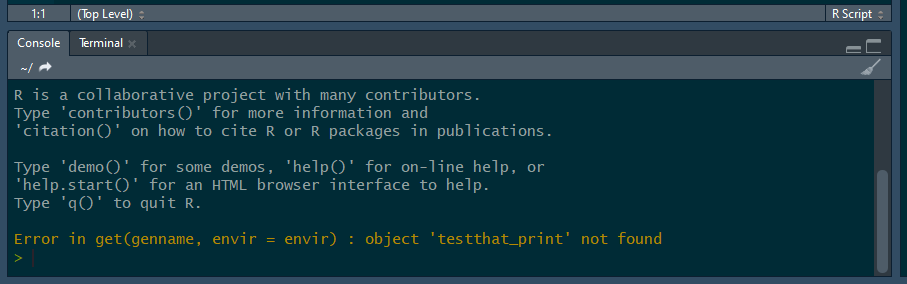 1:1 (Top Level) R Script
Console Terminal
~/
R is a collaborative project with many contributors.
Type 'contributors()' for more information and
'citation()' on how to cite R or R packages in publications.
Type 'demo()' for some demos, 'help()' for on-line help, or
'help.start()' for an HTML browser interface to help.
Type 'q()' to quit R.
Error in get(genname, envir = envir) : object 'testthat_print' not found
>